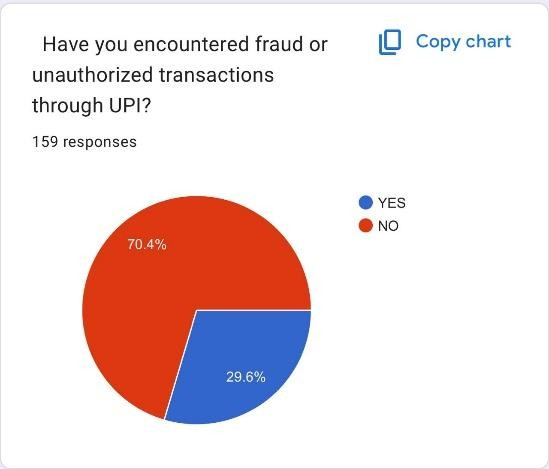 Have you encountered fraud or
unauthorized transactions
through UPI?
Copy chart
159 responses
YES
NO
70.4%
29.6%